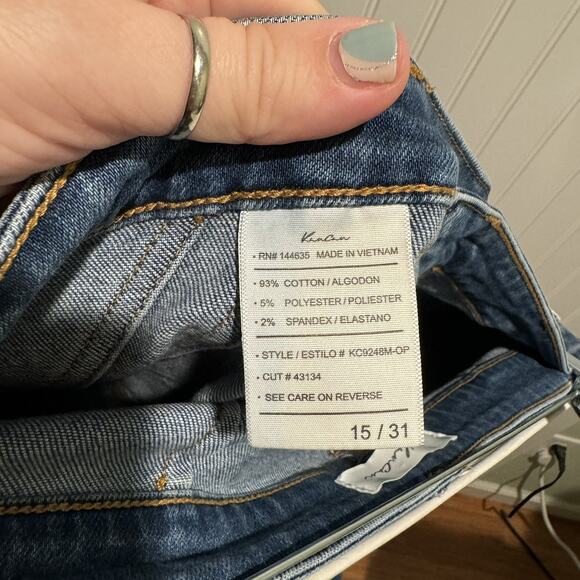 KanCan
• RN# 144635 MADE IN VIETNAM
• 93% COTTON / ALGODON
• 5% POLYESTER / POLIESTER
• 2% SPANDEX / ELASTANO
• STYLE / ESTILO # KC9248M-OP
• CUT # 43134
• SEE CARE ON REVERSE
15 / 31